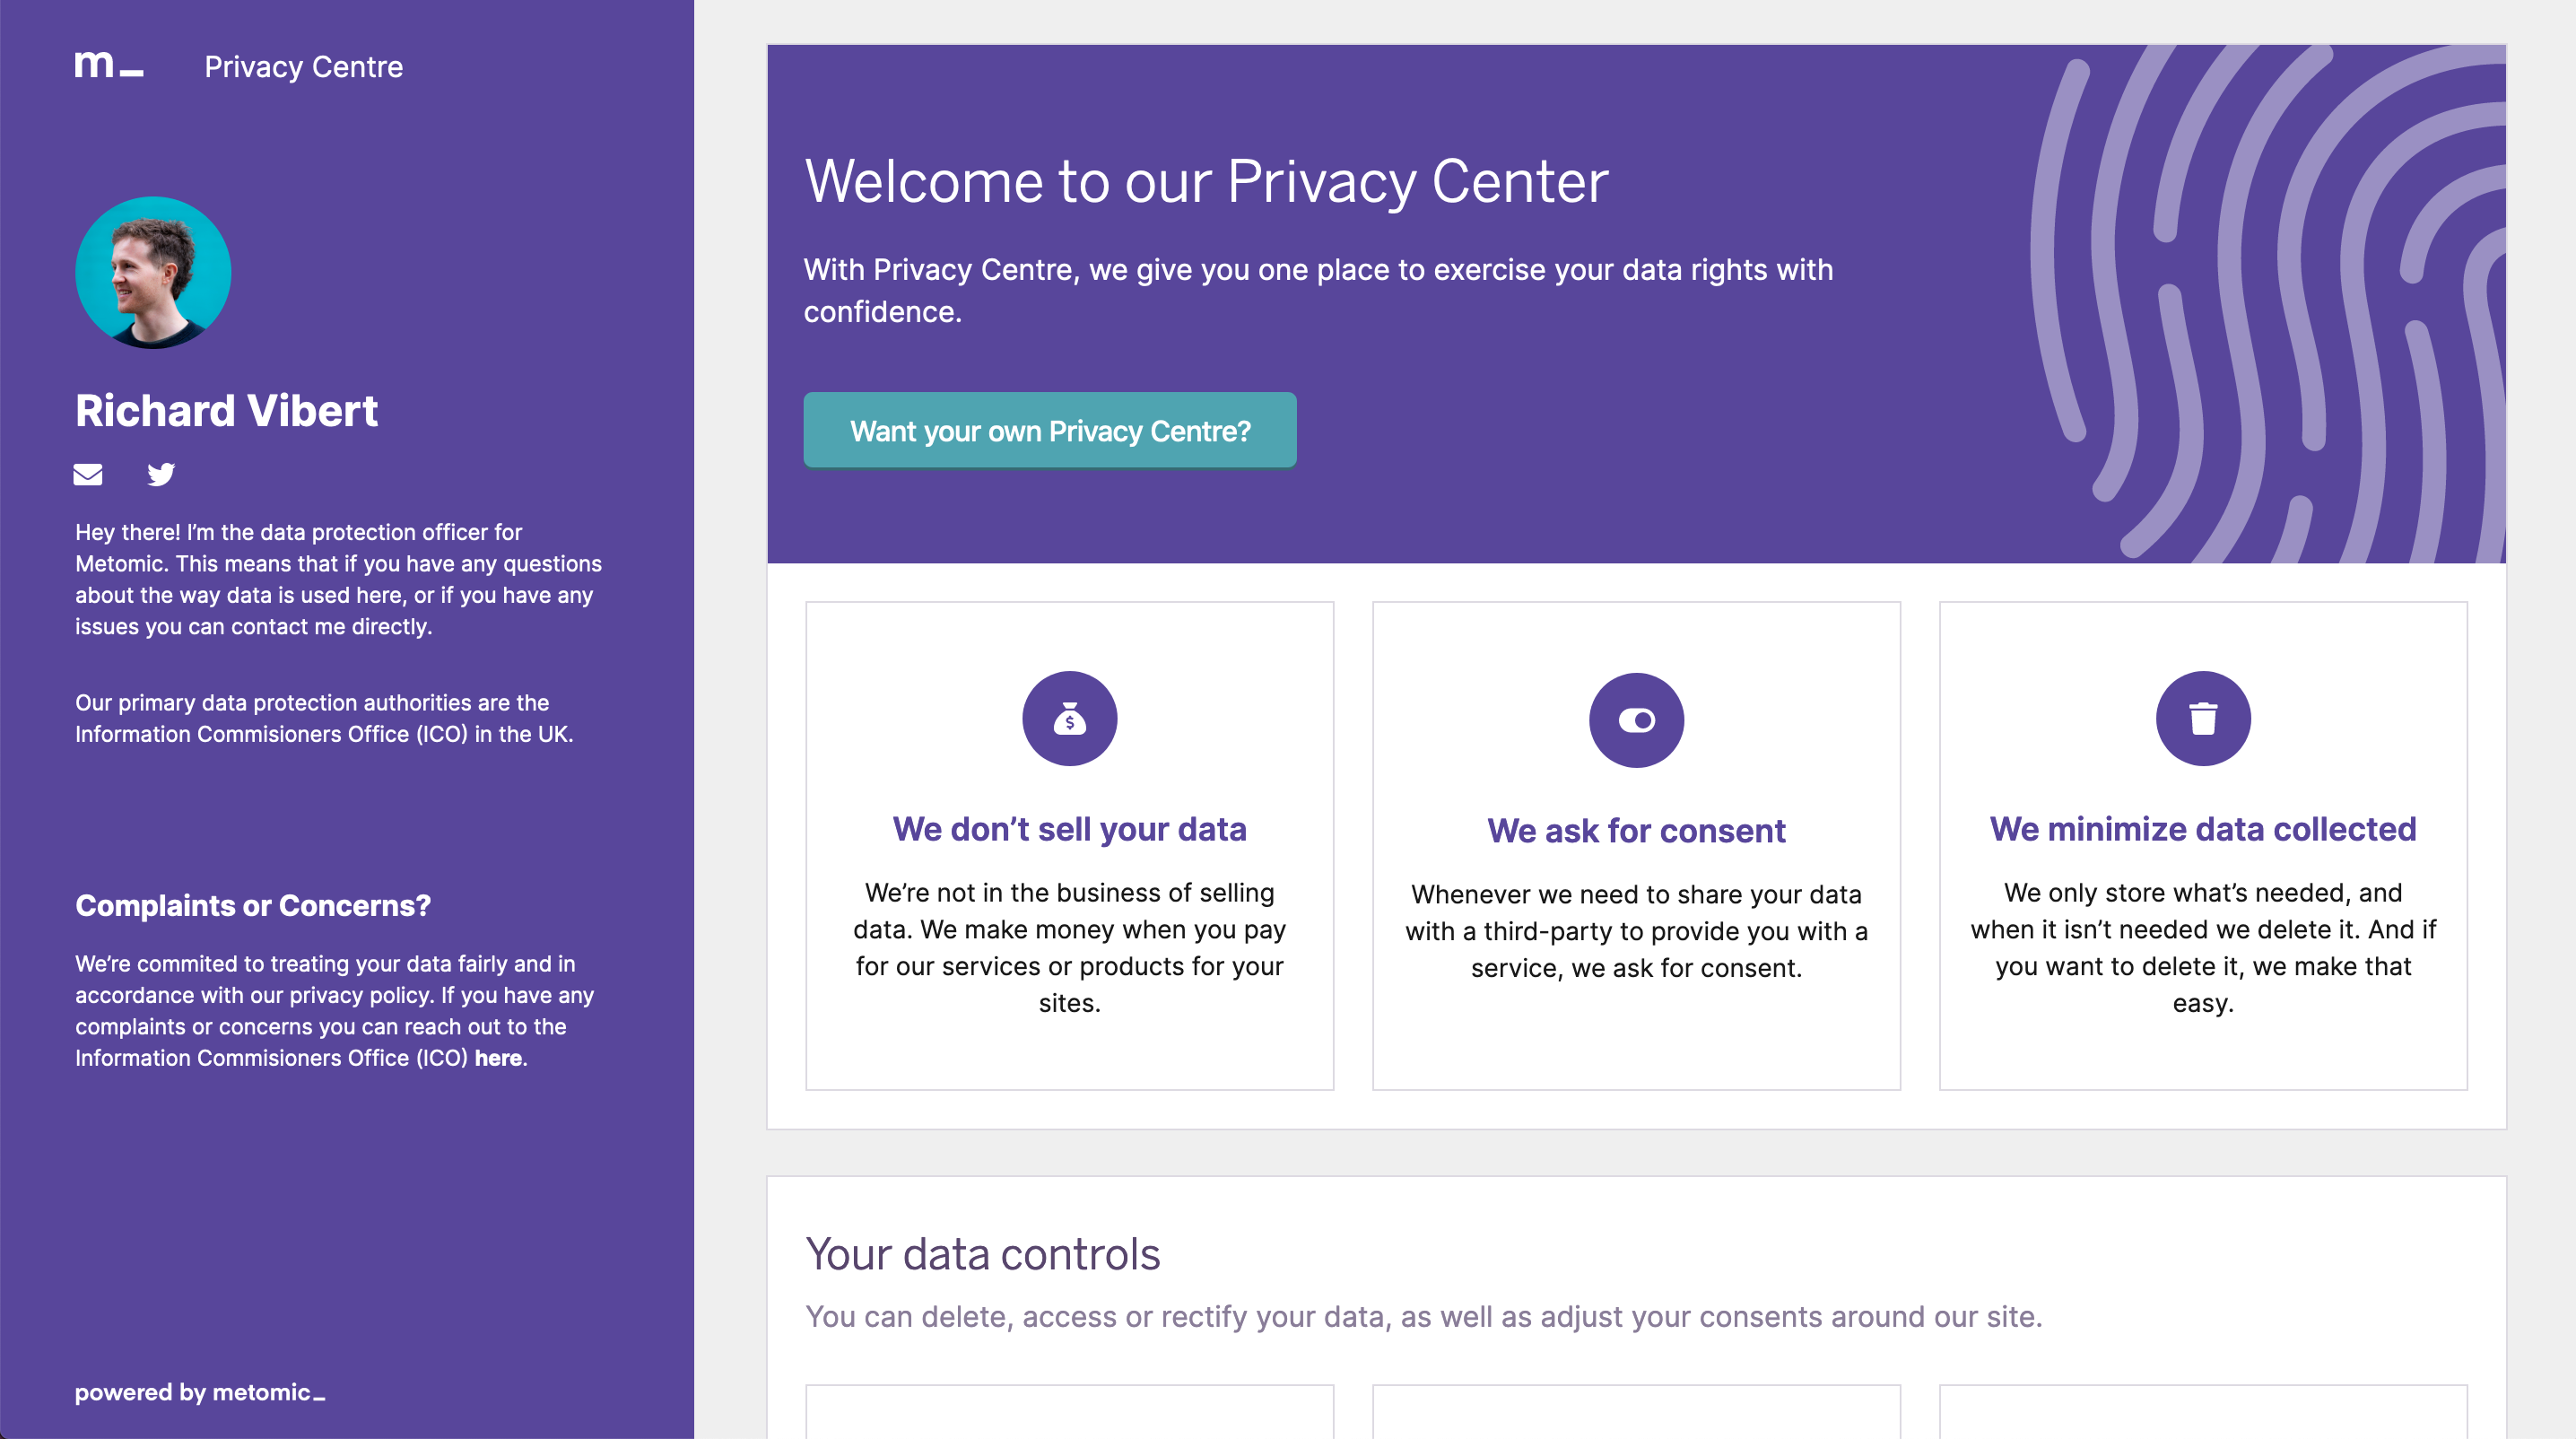 m_ Privacy Centre
Richard Vibert
Hey there! I’m the data protection officer for
Metomic. This means that if you have any questions
about the way data is used here, or if you have any
issues you can contact me directly.
Our primary data protection authorities are the
Information Commisioners Office (ICO) in the UK.
Complaints or Concerns?
We’re commited to treating your data fairly and in
accordance with our privacy policy. If you have any
complaints or concerns you can reach out to the
Information Commisioners Office (ICO) here.
powered by metomic_
Welcome to our Privacy Center
With Privacy Centre, we give you one place to exercise your data rights with
confidence.
Want your own Privacy Centre?
$
We don’t sell your data
We’re not in the business of selling
data. We make money when you pay
for our services or products for your
sites.
We ask for consent
Whenever we need to share your data
with a third-party to provide you with a
service, we ask for consent.
We minimize data collected
We only store what’s needed, and
when it isn’t needed we delete it. And if
you want to delete it, we make that
easy.
Your data controls
You can delete, access or rectify your data, as well as adjust your consents around our site.